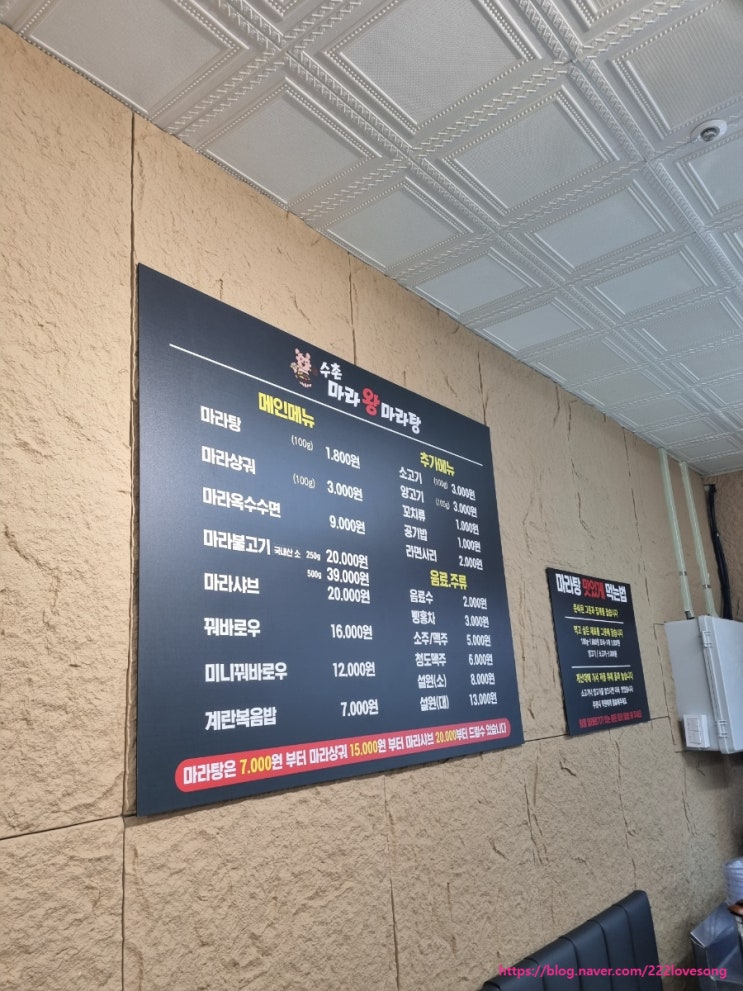 수촌
마라왕마라탕
메인메뉴
마라탕 (100g) 1.800원
마라샹궈 (100g) 3.000원
마라옥수수면 9.000원
마라불고기 국내산 소 250g 20.000원
500g 39.000원
마라샤브 20.000원
꿔바로우 16.000원
미니꿔바로우 12.000원
계란볶음밥 7.000원
추가메뉴
소고기 (100g) 3.000원
양고기 3.000원
꼬치류 1.000원
공기밥 1.000원
라면사리 2.000원
음료.주류
음료수 2.000원
삥홍차 3.000원
소주/맥주 5.000원
청도맥주 6.000원
설원(소) 8.000원
설원(대) 13.000원
마라탕은 7.000원 부터 마라샹궈 15.000원 부터 마라샤브 20.000부터 드릴수 있습니다
마라탕 맛있게 먹는법
https://blog.naver.com/222lovesong